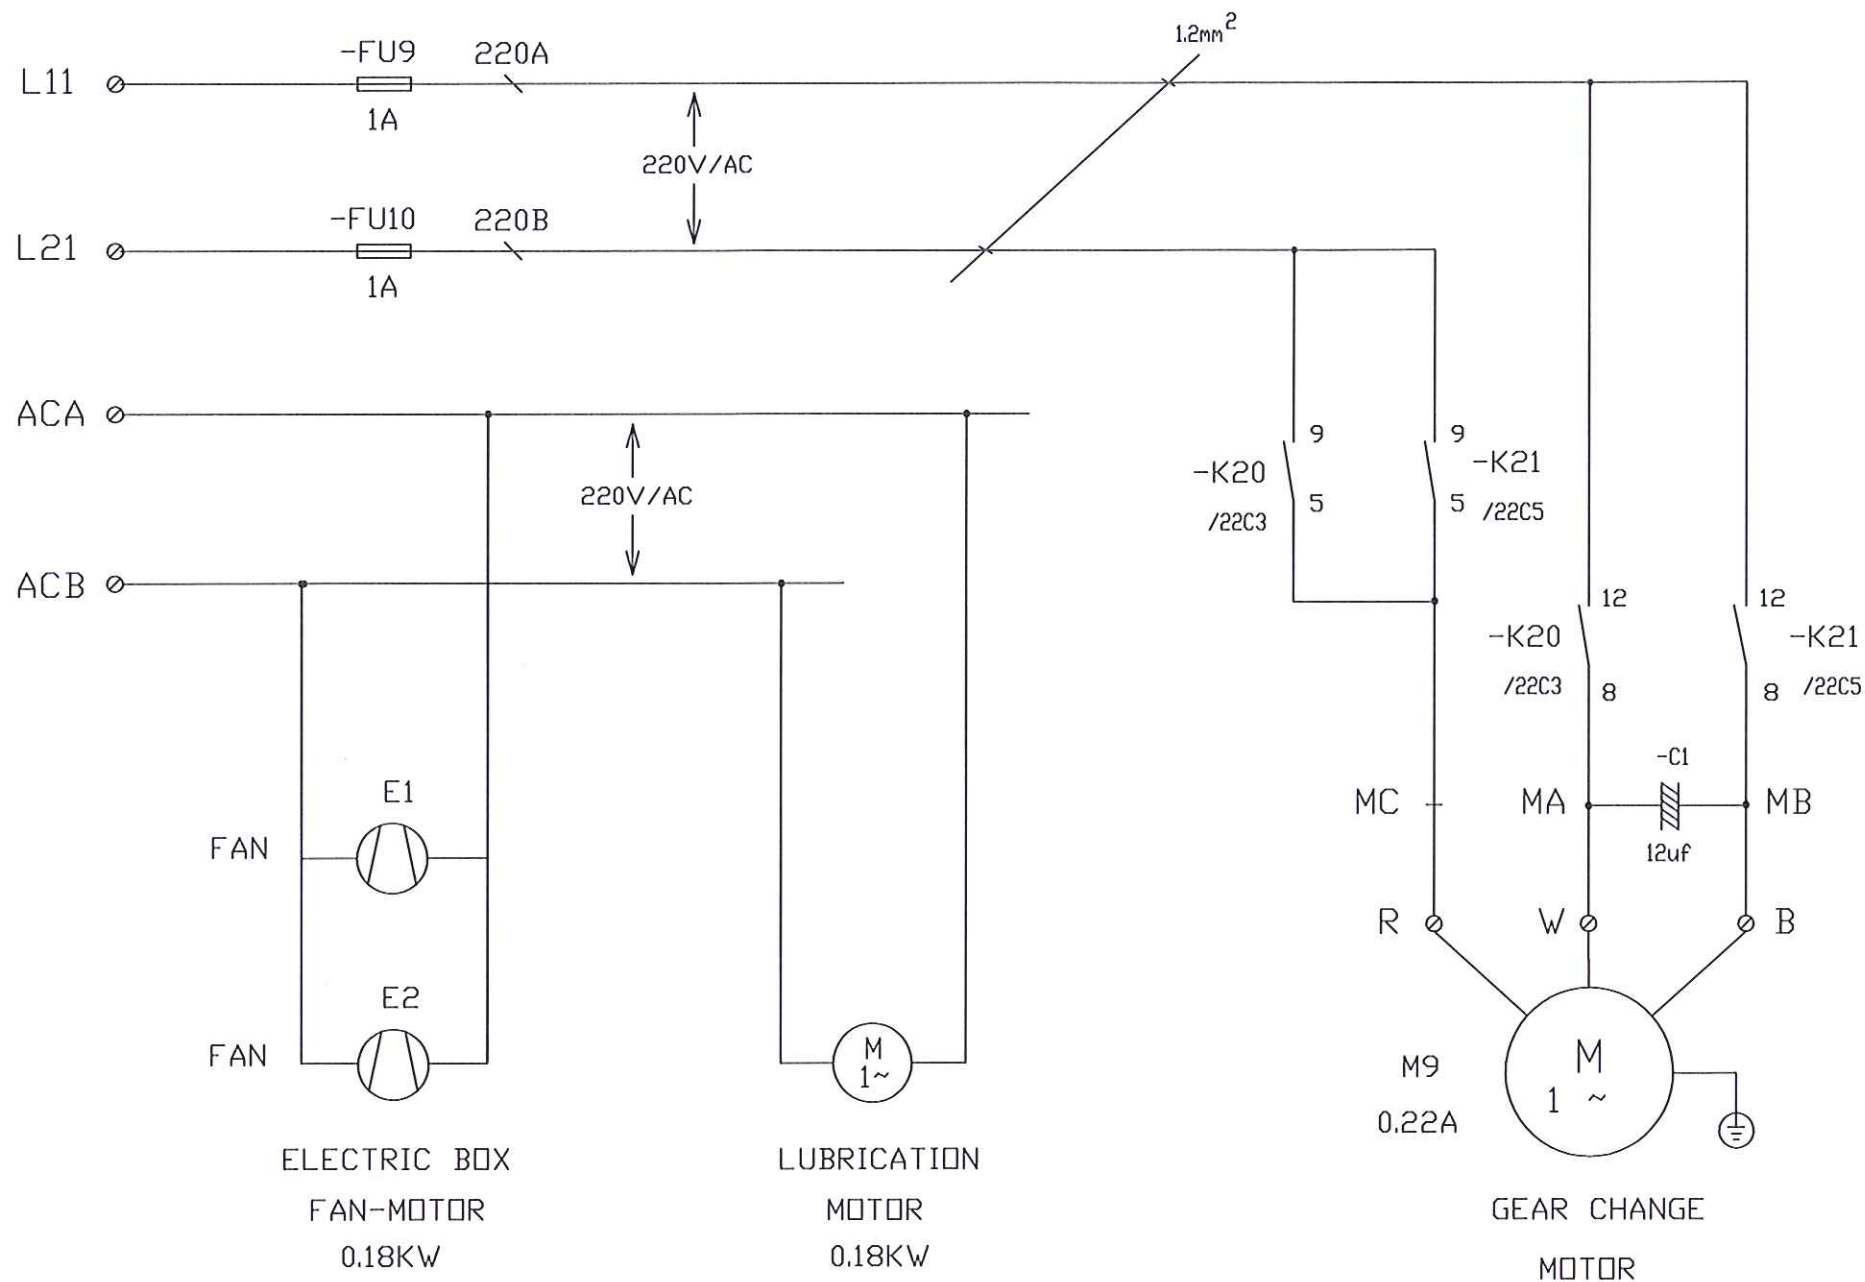 1.2mm²
-FU9 220A
L11
1A
220V/AC
-FU10 220B
L21
1A
ACA
220V/AC
ACB
9
-K20
5
/22C3
9
-K21
5 /22C5
12
-K20
/22C3
8
12
-K21
8 /22C5
-C1
MC MA MB
12uf
R W B
E1
FAN
E2
FAN
M
1~
M9
0.22A
M
1 ~
ELECTRIC BOX
FAN-MOTOR
0.18KW
LUBRICATION
MOTOR
0.18KW
GEAR CHANGE
MOTOR